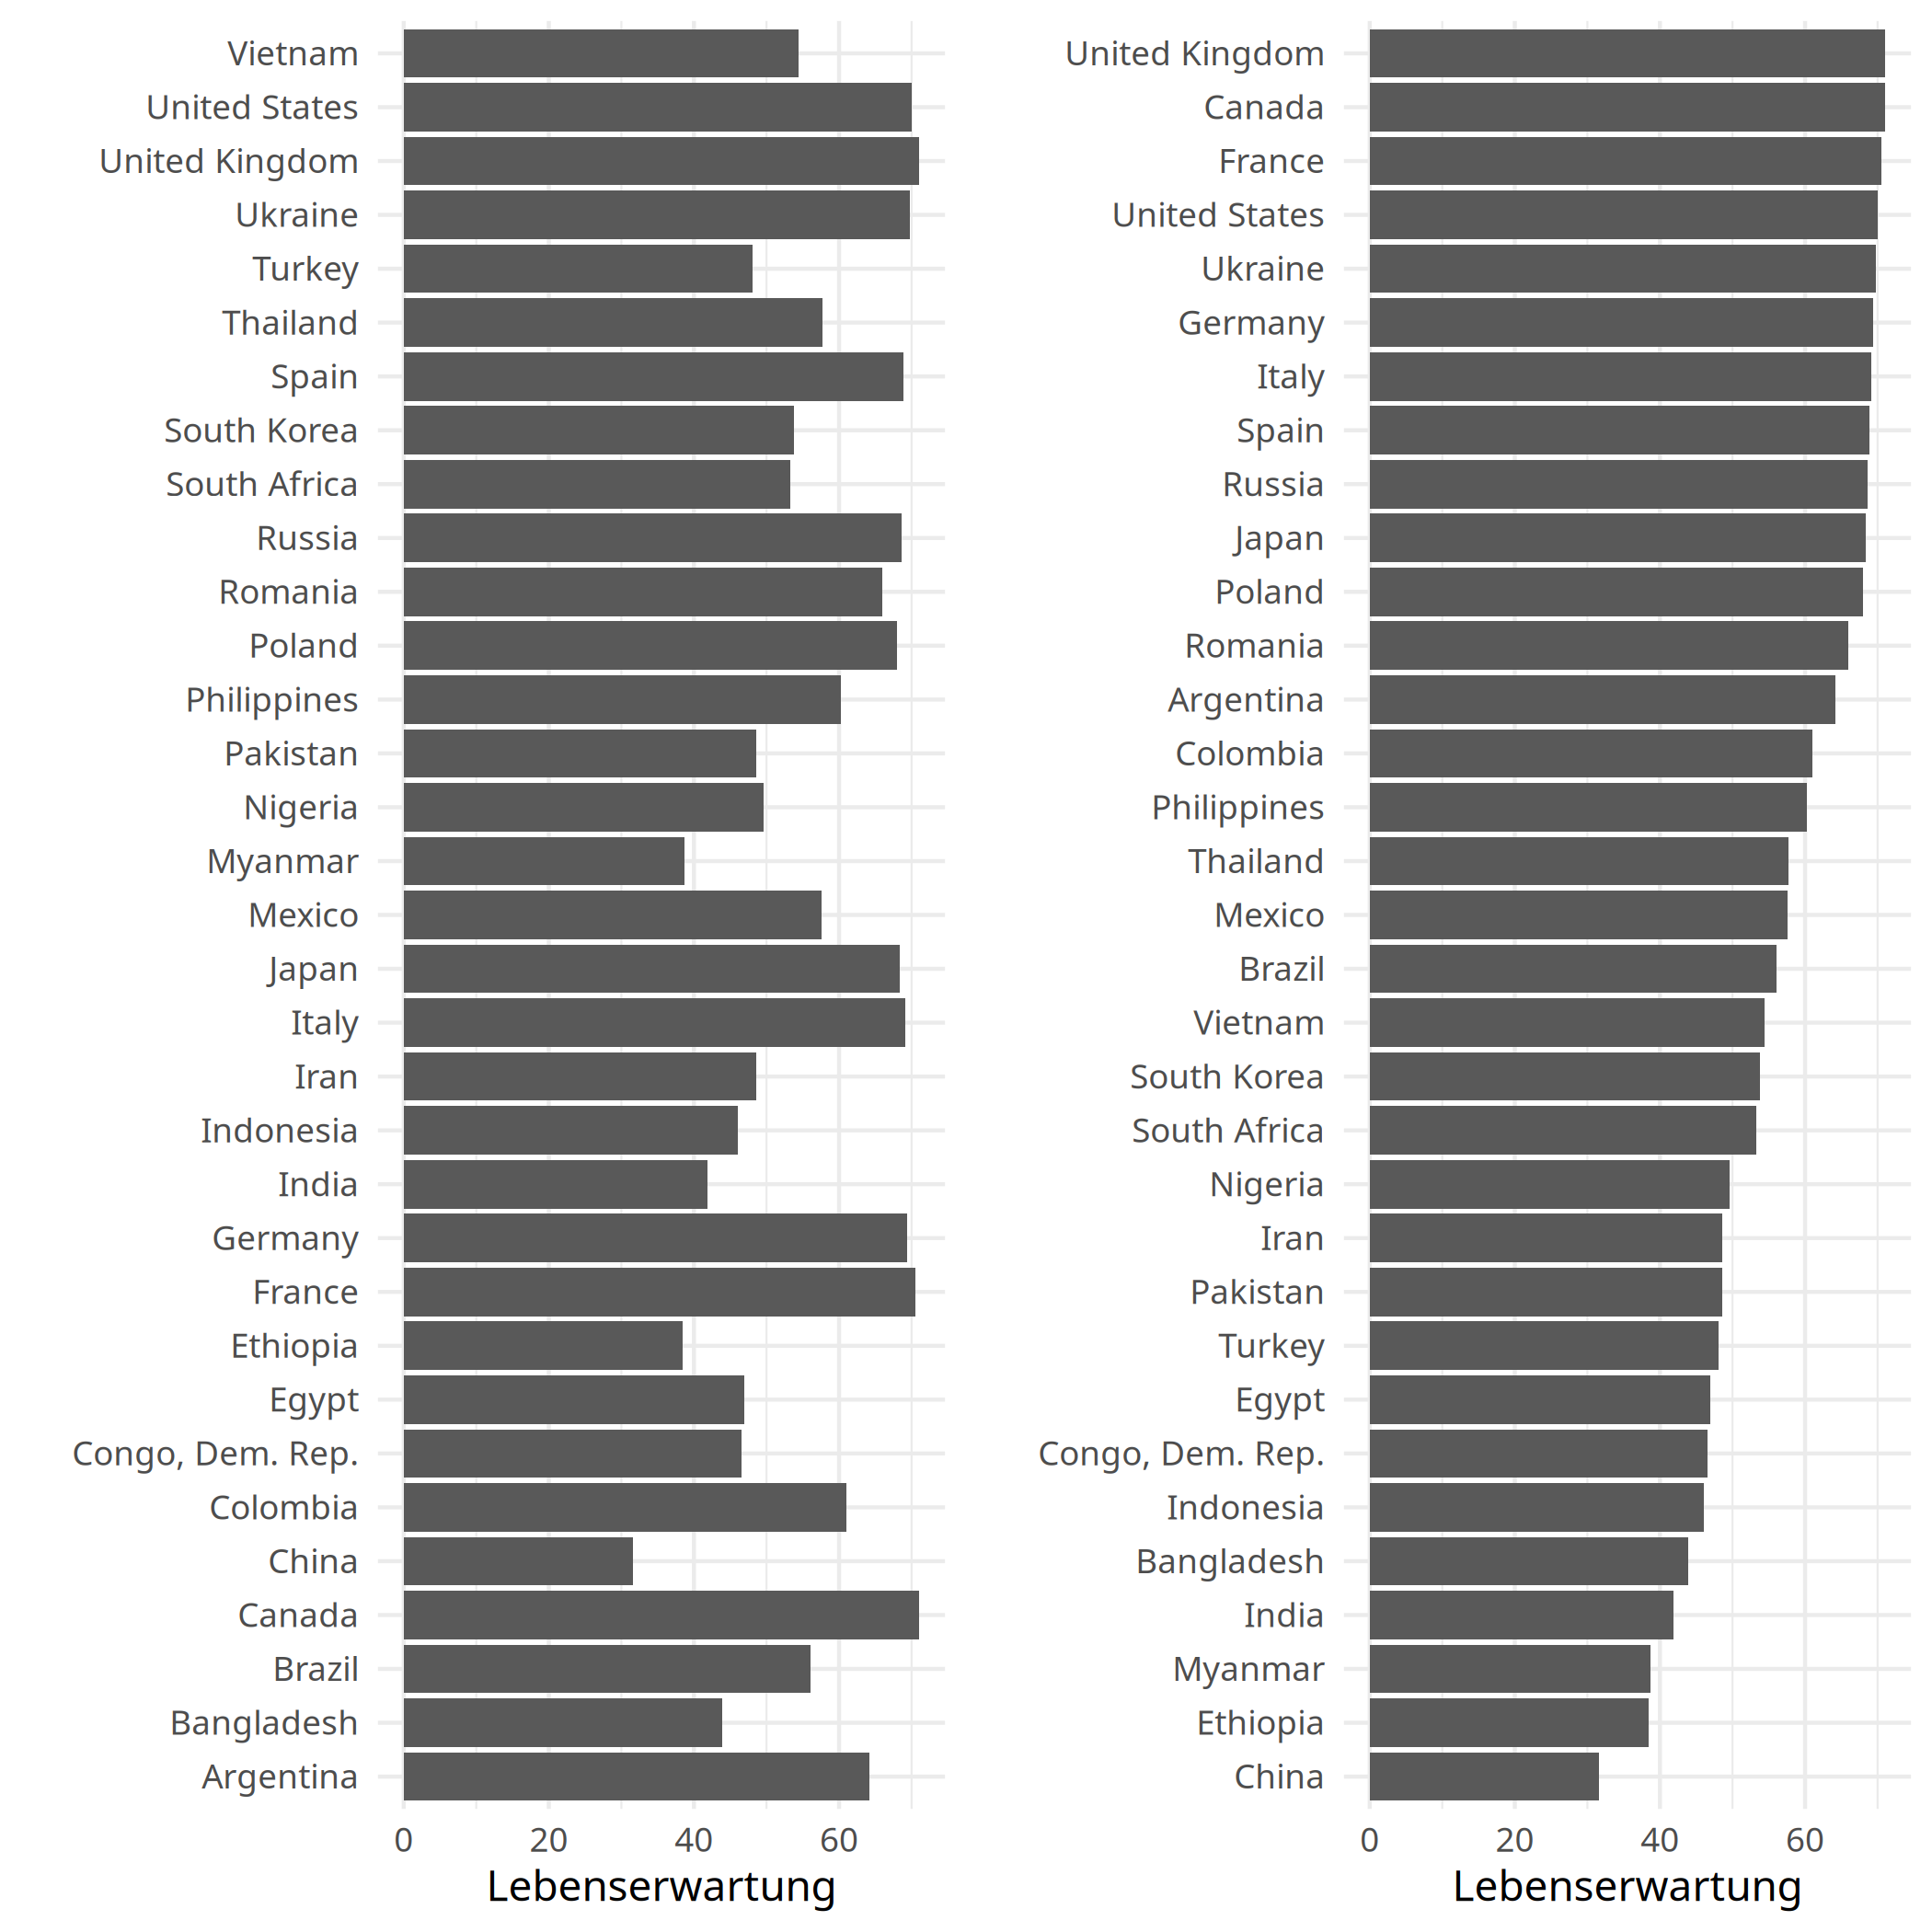 Vietnam
United States
United Kingdom
Ukraine
Turkey
Thailand
Spain
South Korea
South Africa
Russia
Romania
Poland
Philippines
Pakistan
Nigeria
Myanmar
Mexico
Japan
Italy
Iran
Indonesia
India
Germany
France
Ethiopia
Egypt
Congo, Dem. Rep.
Colombia
China
Canada
Brazil
Bangladesh
Argentina
0 20 40 60
Lebenserwartung
United Kingdom
Canada
France
United States
Ukraine
Germany
Italy
Spain
Russia
Japan
Poland
Romania
Argentina
Colombia
Philippines
Thailand
Mexico
Brazil
Vietnam
South Korea
South Africa
Nigeria
Iran
Pakistan
Turkey
Egypt
Congo, Dem. Rep.
Indonesia
Bangladesh
India
Myanmar
Ethiopia
China
0 20 40 60
Lebenserwartung